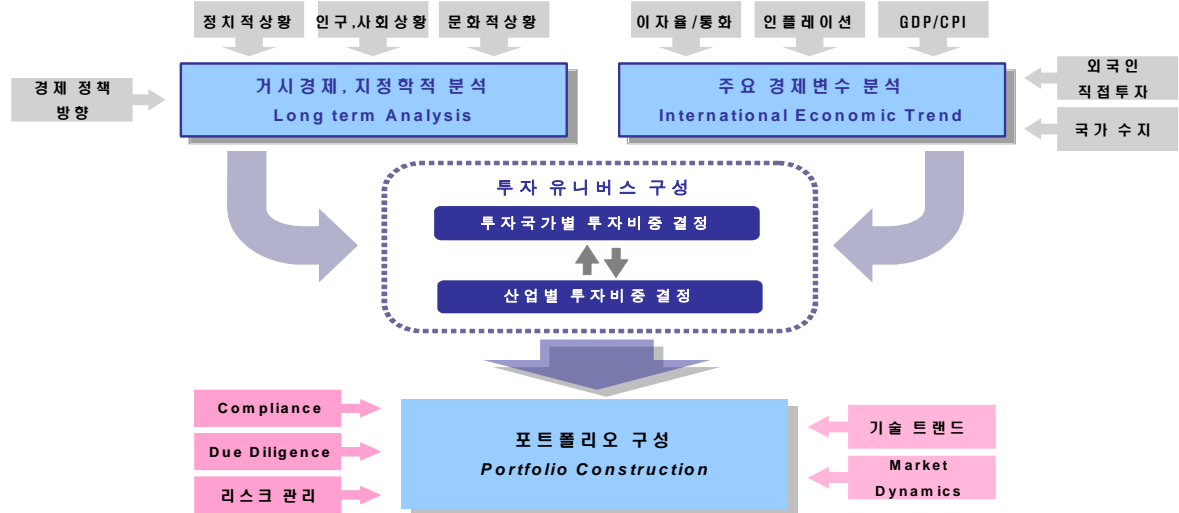 정치적상황
인구,사회상황
문화적상황
이자율/통화
인플레이션
GDP/CPI
경제 정책
방향
거시경제, 지정학적 분석
Long term Analysis
주요 경제변수 분석
International Economic Trend
외국인
직접투자
국가 수지
투자 유니버스 구성
투자국가별 투자비중 결정
산업별 투자비중 결정
Compliance
Due Diligence
리스크 관리
포트폴리오 구성
Portfolio Construction
기술 트랜드
Market
Dynamics